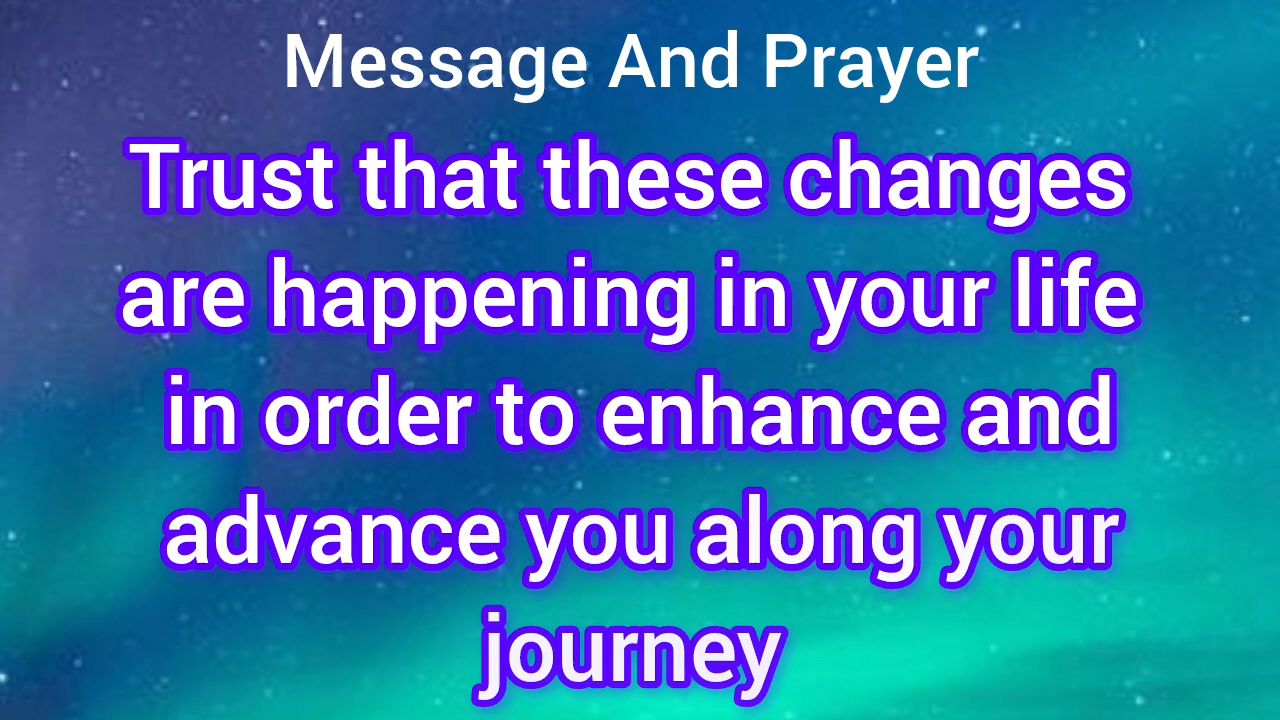 Message And Prayer
Trust that these changes
are happening in your life
in order to enhance and
advance you along your
journey